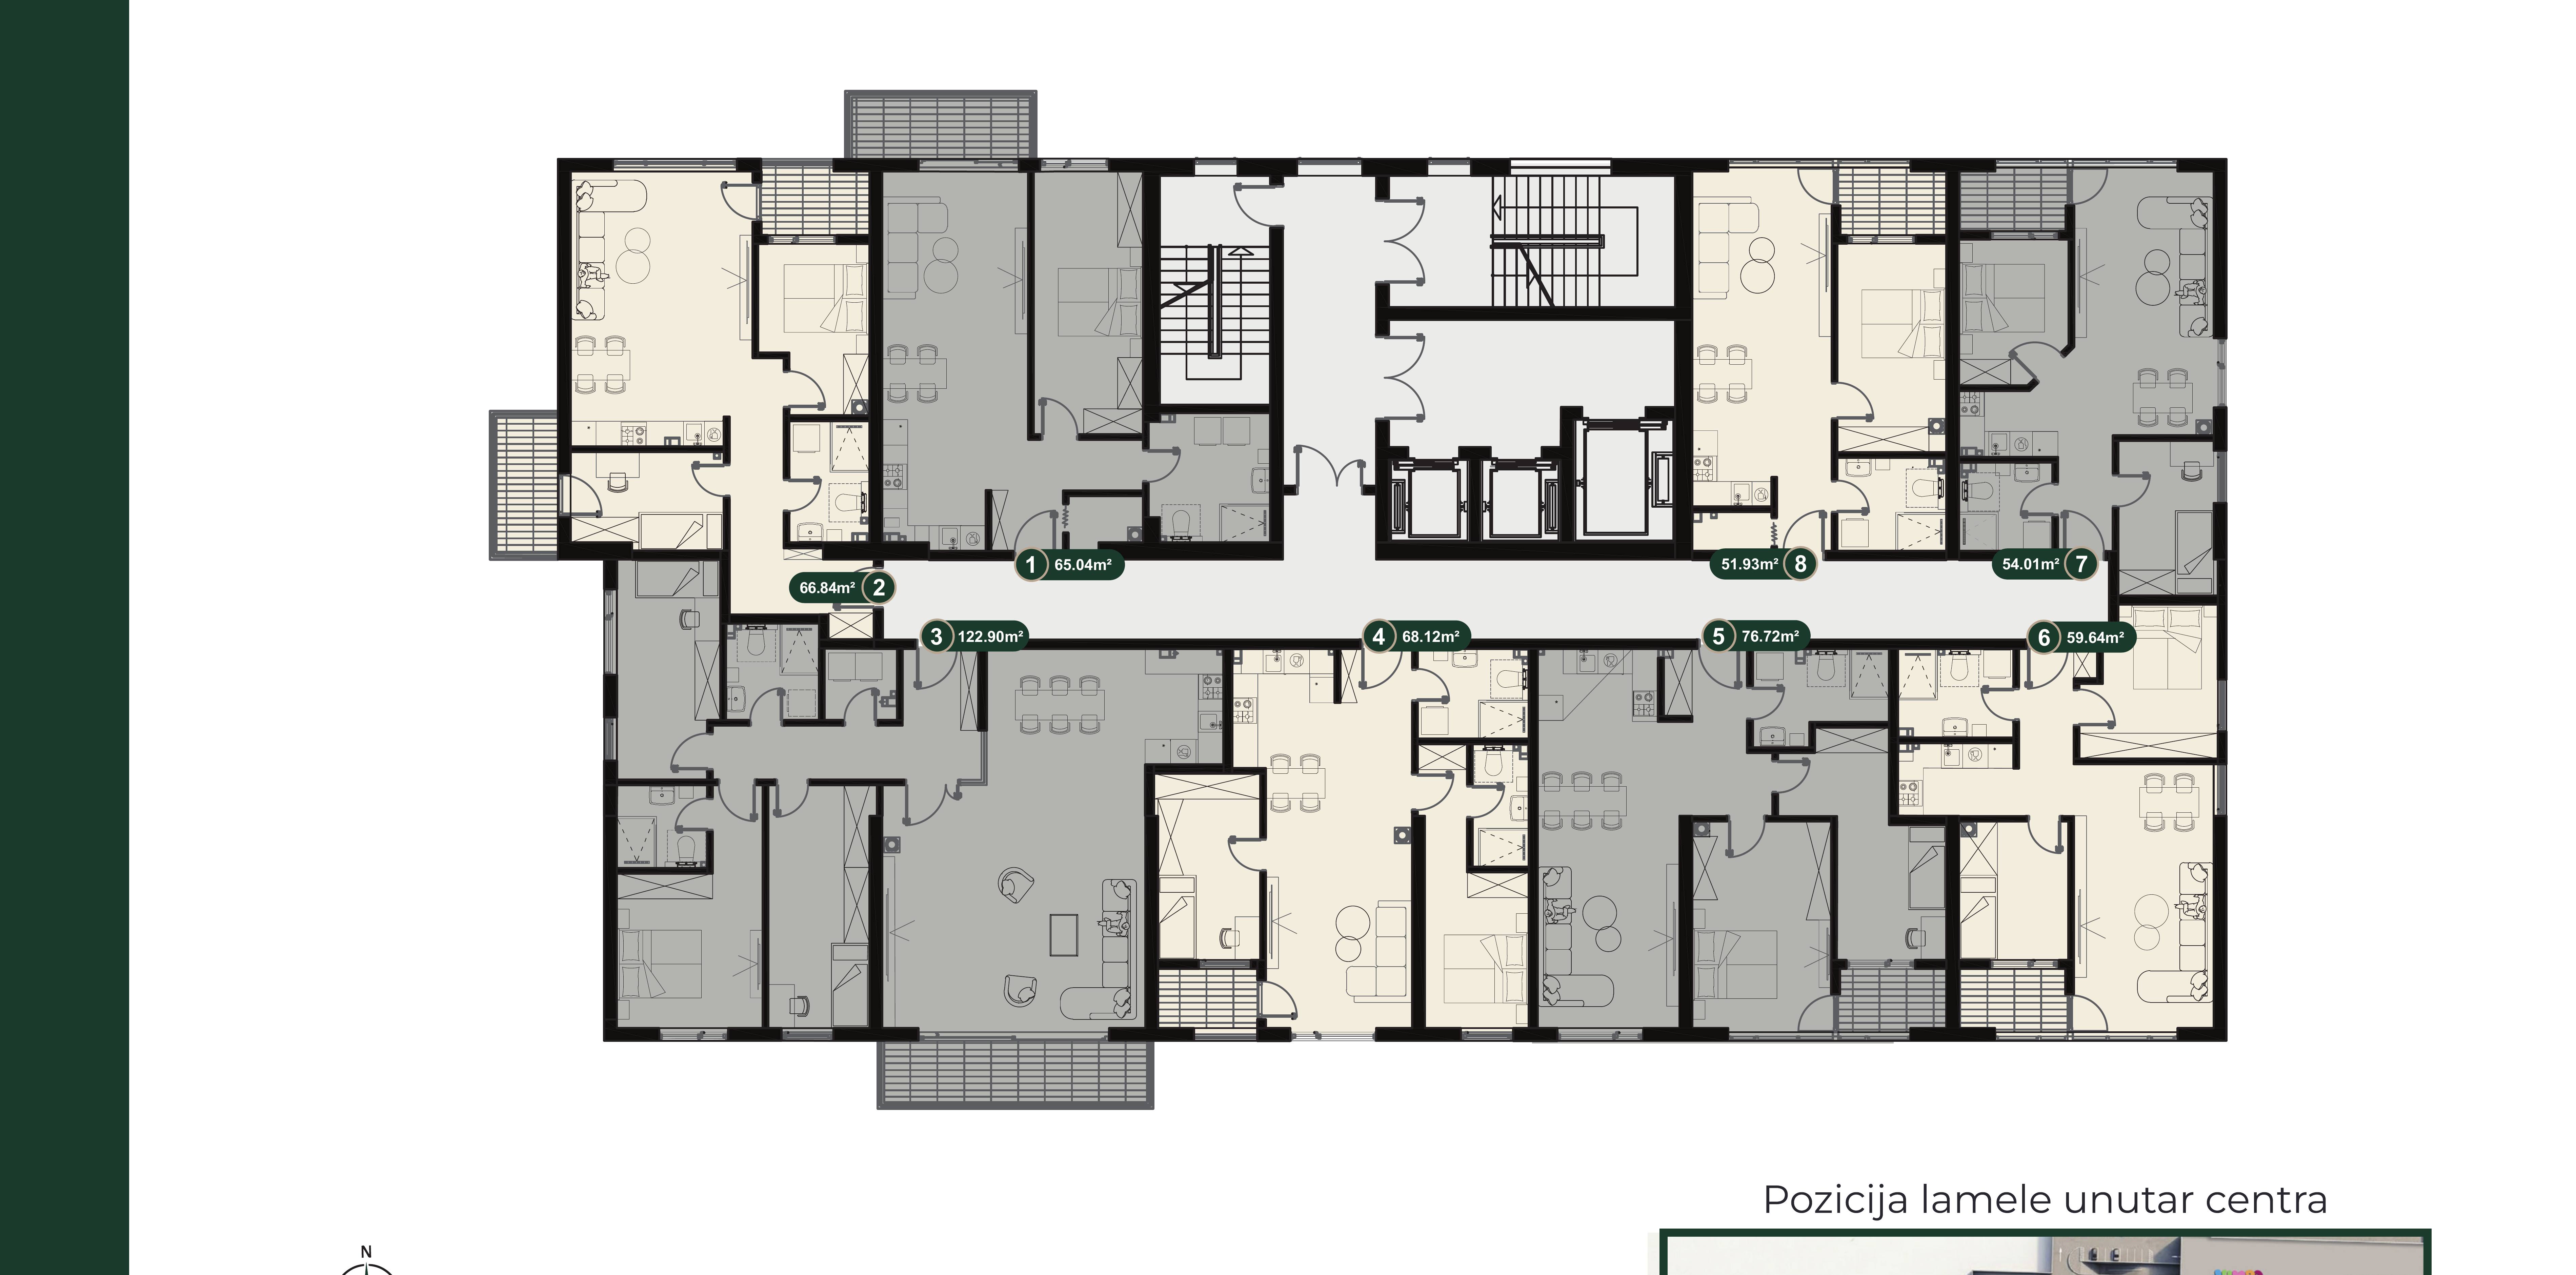 1 65.04m²
51.93m² 8
54.01m² 7
66.84m² 2
3 122.90m²
4 68.12m²
5 76.72m²
6 59.64m²
Pozicija lamele unutar centra
N